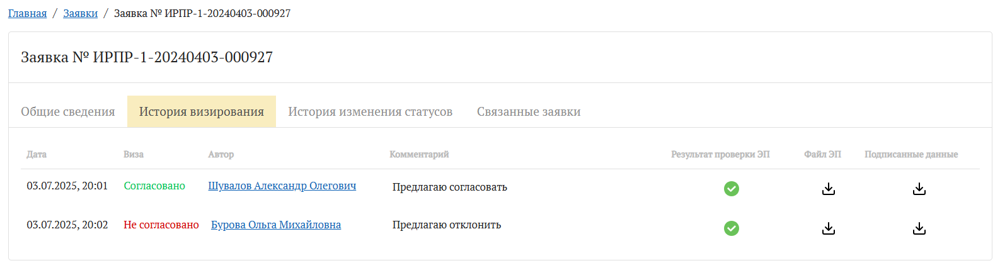 Главная / Заявки / Заявка № ИРПР-1-20240403-000927
Заявка № ИРПР-1-20240403-000927
Общие сведения История визирования История изменения статусов Связанные заявки
Дата Виза Автор Комментарий Результат проверки ЭП Файл ЭП Подписанные данные
03.07.2025, 20:01 Согласовано Шувалов Александр Олегович Предлагаю согласовать
03.07.2025, 20:02 Не согласовано Бурова Ольга Михайловна Предлагаю отклонить